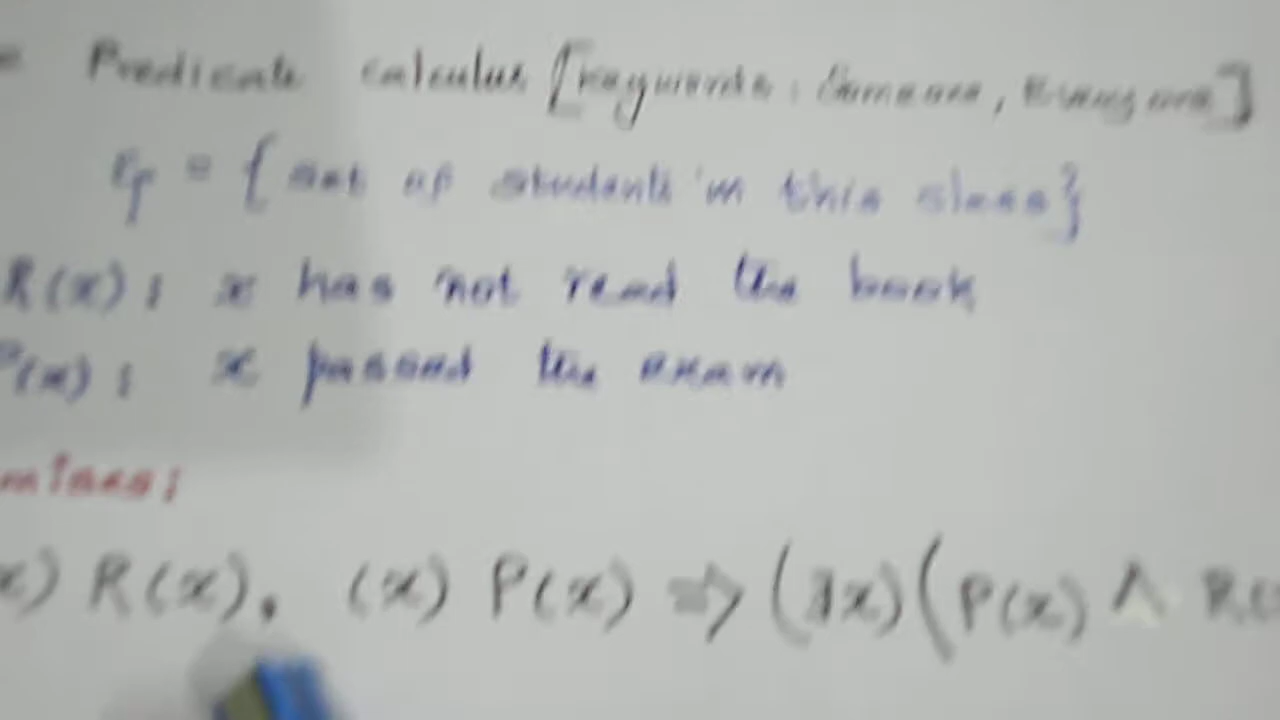 Predicate calculus [Keywords: Someone, Everyone]
= { set of students in this class}
R(x): x has not read the book
P(x): x passed the exam
mises:
x) R(x), (x) P(x) ⇒ (∃x)(P(x) ∧ R(